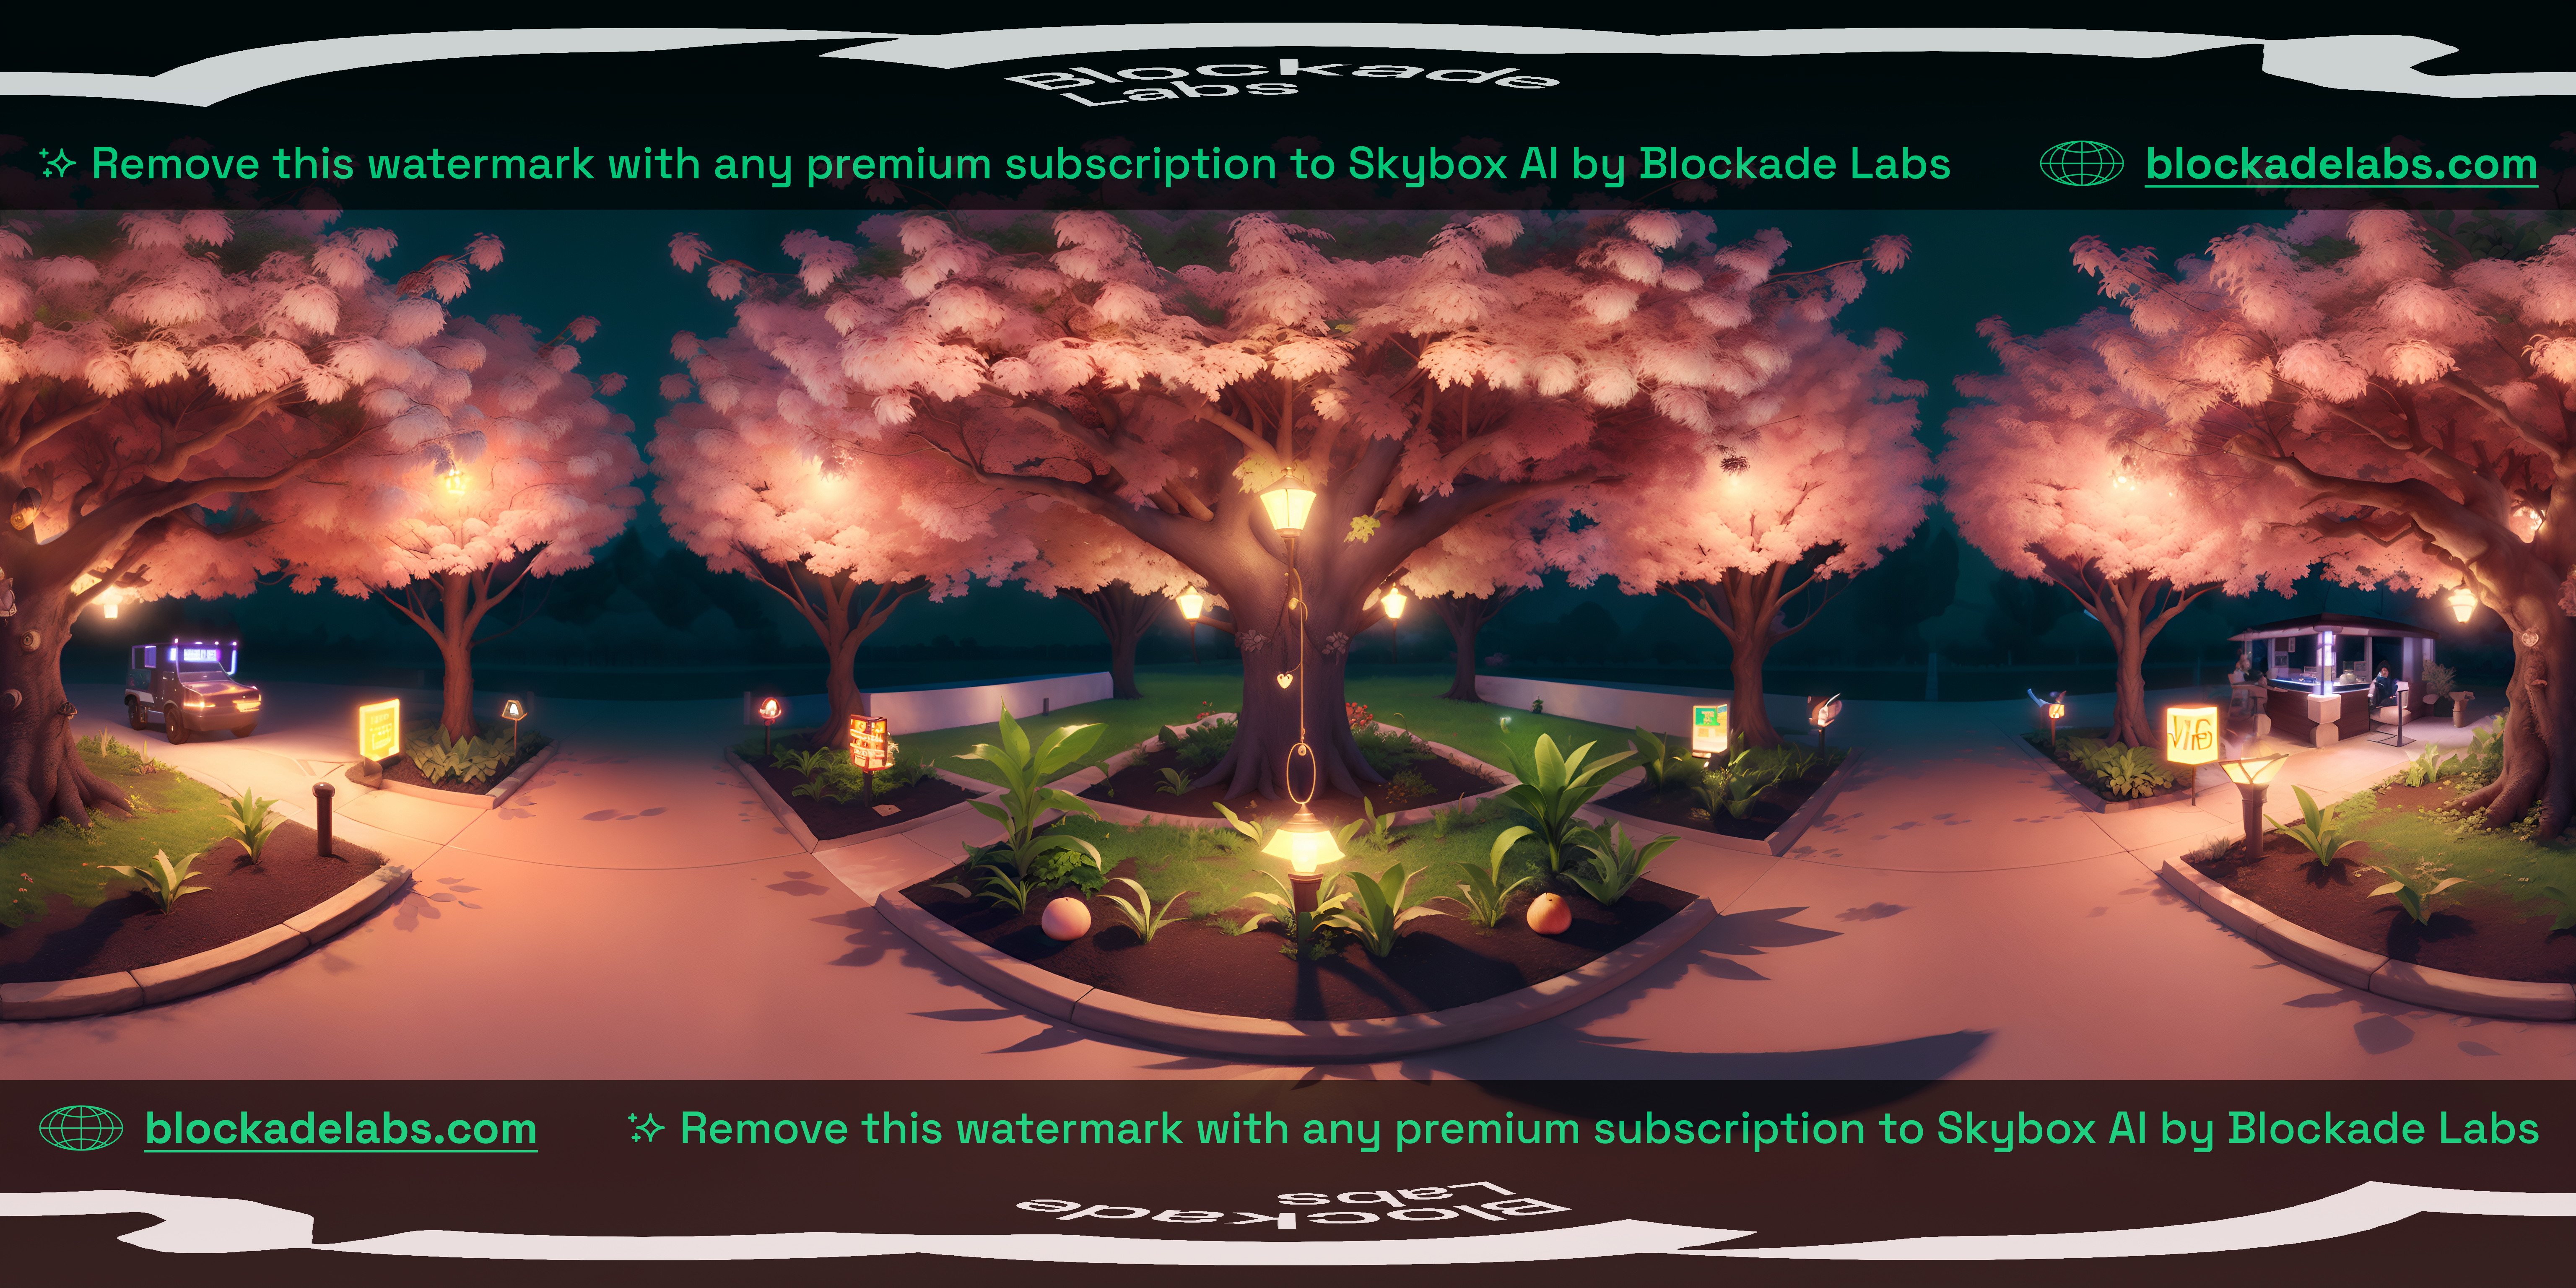 Blockade
Labs
Remove this watermark with any premium subscription to Skybox AI by Blockade Labs
blockadelabs.com
blockadelabs.com
Remove this watermark with any premium subscription to Skybox AI by Blockade Labs
Labs
Blockade